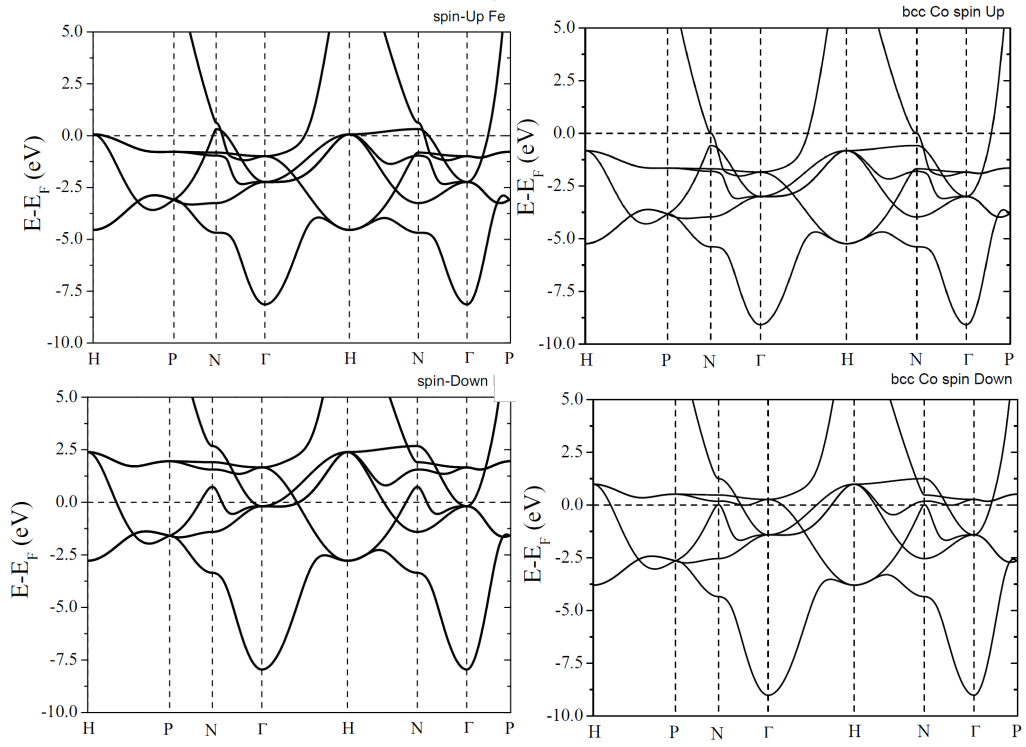 spin-Up Fe
5.0
2.5
0.0
-2.5
-5.0
-7.5
-10.0
E-E_F (eV)
H P N Γ H N Γ P
bcc Co spin Up
5.0
2.5
0.0
-2.5
-5.0
-7.5
-10.0
E-E_F (eV)
H P N Γ H N Γ P
spin-Down
5.0
2.5
0.0
-2.5
-5.0
-7.5
-10.0
E-E_F (eV)
H P N Γ H N Γ P
bcc Co spin Down
5.0
2.5
0.0
-2.5
-5.0
-7.5
-10.0
E-E_F (eV)
H P N Γ H N Γ P